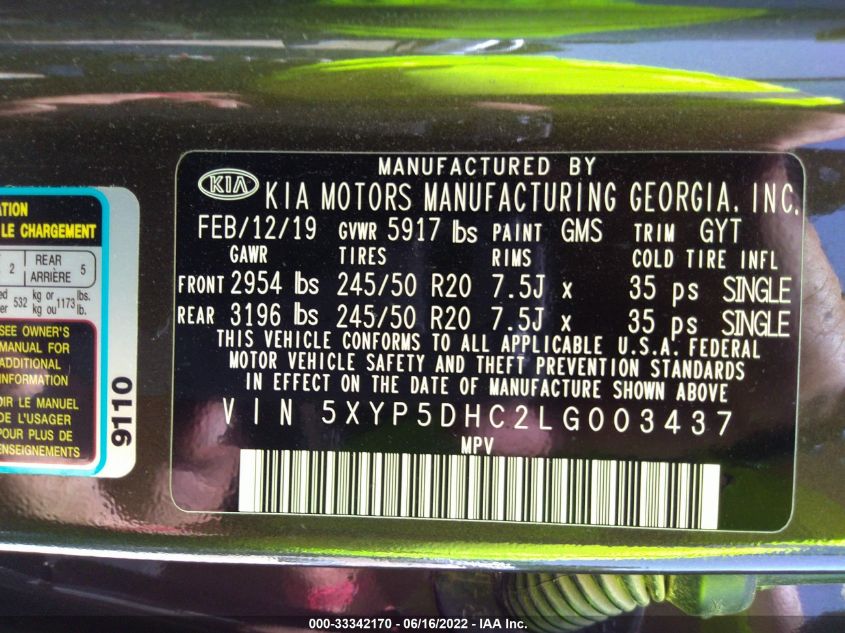 MANUFACTURED BY
KIA KIA MOTORS MANUFACTURING GEORGIA, INC.
FEB/12/19 GVWR 5917 lbs PAINT GMS TRIM GYT
GAWR TIRES RIMS COLD TIRE INFL
FRONT 2954 lbs 245/50 R20 7.5J x 35 ps SINGLE
REAR 3196 lbs 245/50 R20 7.5J x 35 ps SINGLE
THIS VEHICLE CONFORMS TO ALL APPLICABLE U.S.A. FEDERAL
MOTOR VEHICLE SAFETY AND THEFT PREVENTION STANDARDS
IN EFFECT ON THE DATE OF MANUFACTURE SHOWN ABOVE
VIN 5XYP5DHC2LG003437
MPV
LE CHARGEMENT
2 REAR 5
ARRIÈRE
532 kg or 1173 lbs.
kg ou lb.
SEE OWNER'S
MANUAL FOR
ADDITIONAL
INFORMATION
LE MANUEL
DE L'USAGER
POUR PLUS DE
9110
000-33342170 - 06/16/2022 - IAA Inc.